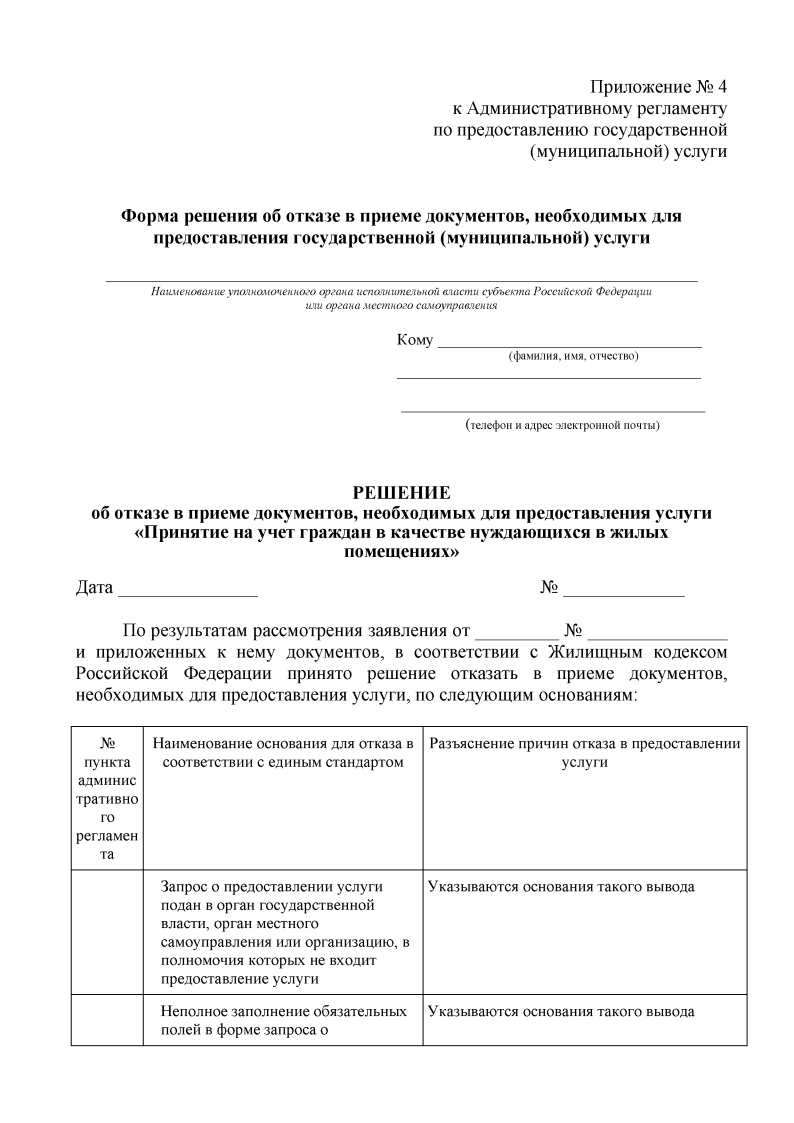 Приложение № 4
к Административному регламенту
по предоставлению государственной
(муниципальной) услуги
Форма решения об отказе в приеме документов, необходимых для
предоставления государственной (муниципальной) услуги
Наименование уполномоченного органа исполнительной власти субъекта Российской Федерации
или органа местного самоуправления
Кому ______________________________
(фамилия, имя, отчество)
(телефон и адрес электронной почты)
РЕШЕНИЕ
об отказе в приеме документов, необходимых для предоставления услуги
«Принятие на учет граждан в качестве нуждающихся в жилых
помещениях»
Дата _______________ № _____________
По результатам рассмотрения заявления от _________ № _______________
и приложенных к нему документов, в соответствии с Жилищным кодексом
Российской Федерации принято решение отказать в приеме документов,
необходимых для предоставления услуги, по следующим основаниям:
№
пункта
админис
тративно
го
регламен
та
Наименование основания для отказа в
соответствии с единым стандартом
Разъяснение причин отказа в предоставлении
услуги
Запрос о предоставлении услуги
подан в орган государственной
власти, орган местного
самоуправления или организацию, в
полномочия которых не входит
предоставление услуги
Указываются основания такого вывода
Неполное заполнение обязательных
полей в форме запроса о
Указываются основания такого вывода